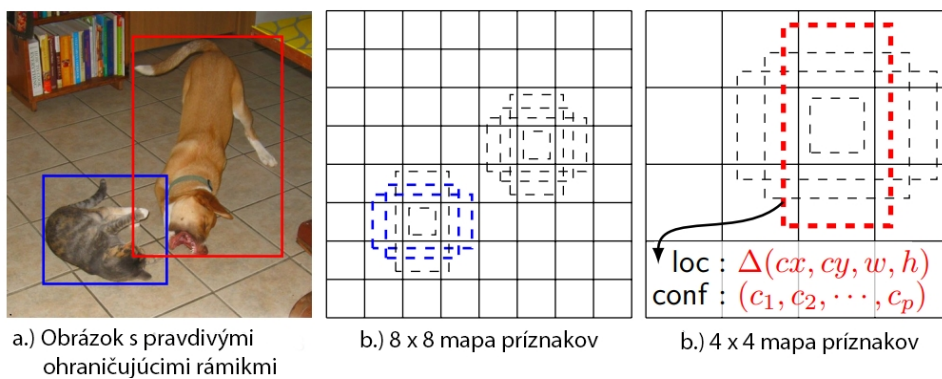 loc : Δ(cx, cy, w, h)
conf : (c₁, c₂, ⋯, cₚ)
a.) Obrázok s pravdivými
ohraničujúcimi rámikmi
b.) 8 x 8 mapa príznakov
b.) 4 x 4 mapa príznakov